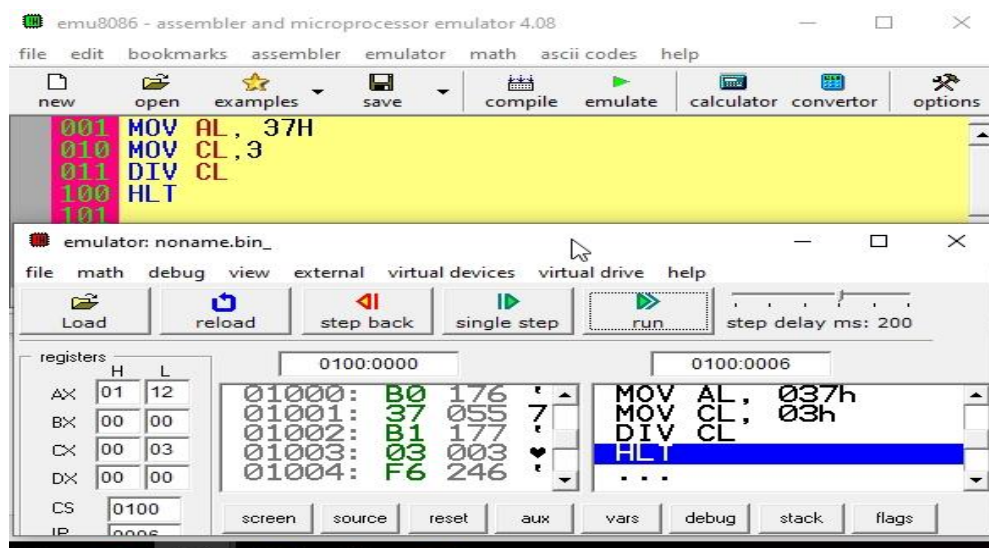 emu8086 - assembler and microprocessor emulator 4.08
file edit bookmarks assembler emulator math ascii codes help
new open examples save compile emulate calculator convertor options
001 MOV AL, 37H
010 MOV CL,3
011 DIV CL
100 HLT
101
emulator: noname.bin_
file math debug view external virtual devices virtual drive help
Load reload step back single step run step delay ms: 200
registers H L
0100:0000 0100:0006
AX 01 12
BX 00 00
CX 00 03
DX 00 00
CS 0100
IP 0006
01000: B0 176 '
01001: 37 055 7
01002: B1 177 '
01003: 03 003 ♥
01004: F6 246 '
MOV AL, 037h
MOV CL, 03h
DIV CL
HLT
...
screen source reset aux vars debug stack flags